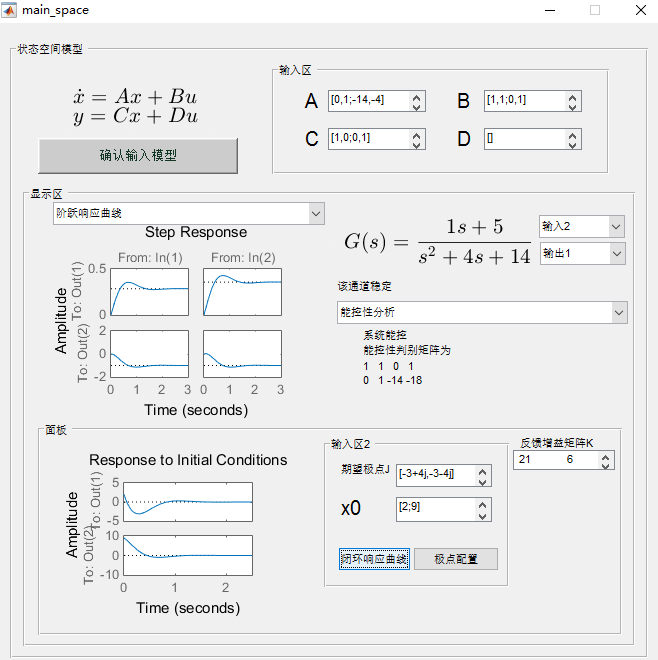 main_space
状态空间模型
ẋ = Ax + Bu
y = Cx + Du
确认输入模型
输入区
A [0,1;-14,-4]
B [1,1;0,1]
C [1,0;0,1]
D []
显示区
阶跃响应曲线
Step Response
From: In(1) From: In(2)
Amplitude
To: Out(1)
0.5
0
To: Out(2)
2
0
-2
0 1 2 3 0 1 2 3
Time (seconds)
G(s) = (1s + 5)/(s² + 4s + 14)
输入2
输出1
该通道稳定
能控性分析
系统能控
能控性判别矩阵为
1 1 0 1
0 1 -14 -18
面板
Response to Initial Conditions
Amplitude
To: Out(1)
5
0
-5
To: Out(2)
10
0
-10
0 1 2
Time (seconds)
输入区2
期望极点J [-3+4j,-3-4j]
x0 [2;9]
闭环响应曲线 极点配置
反馈增益矩阵K
21 6